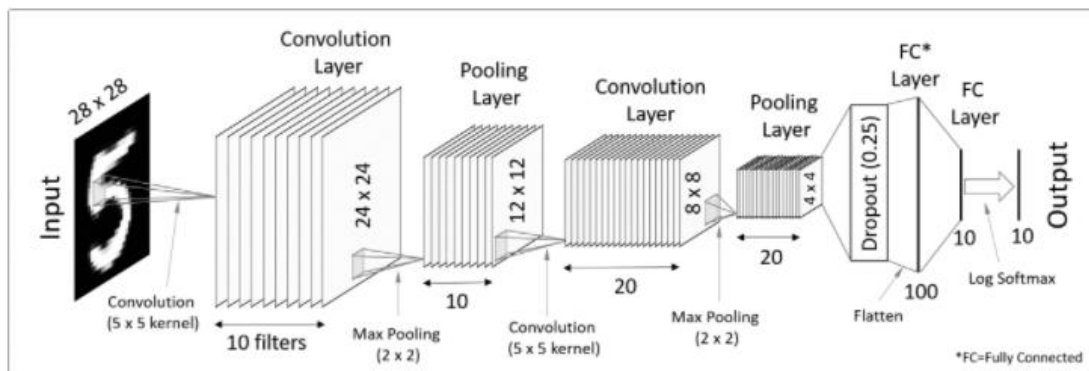 Input
28 x 28
Convolution
(5 x 5 kernel)
Convolution
Layer
24 x 24
10 filters
Max Pooling
(2 x 2)
Pooling
Layer
12 x 12
10
Convolution
(5 x 5 kernel)
Convolution
Layer
8 x 8
20
Max Pooling
(2 x 2)
Pooling
Layer
4 x 4
20
Dropout (0.25)
Flatten
FC*
Layer
100
FC
Layer
10
Log Softmax
10
Output
*FC=Fully Connected